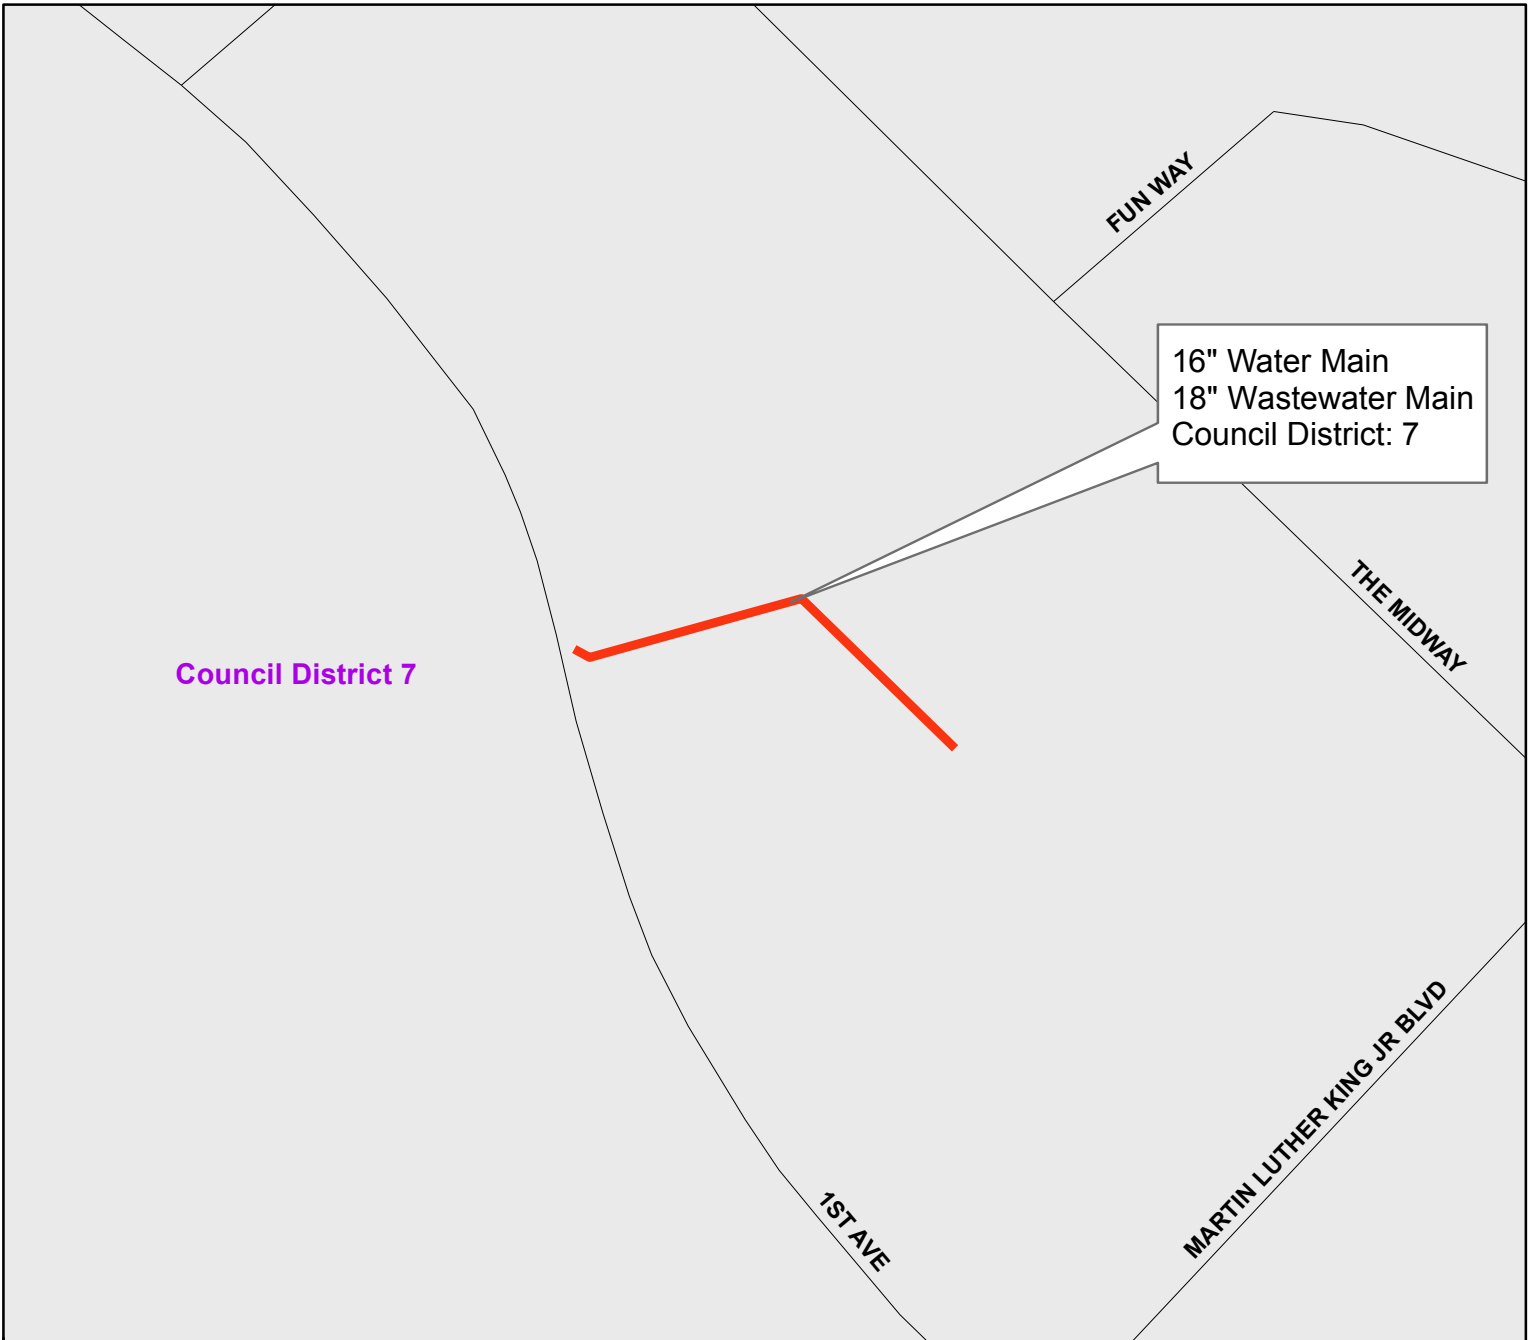 FUN WAY
16" Water Main
18" Wastewater Main
Council District: 7
THE MIDWAY
Council District 7
MARTIN LUTHER KING JR BLVD
1ST AVE